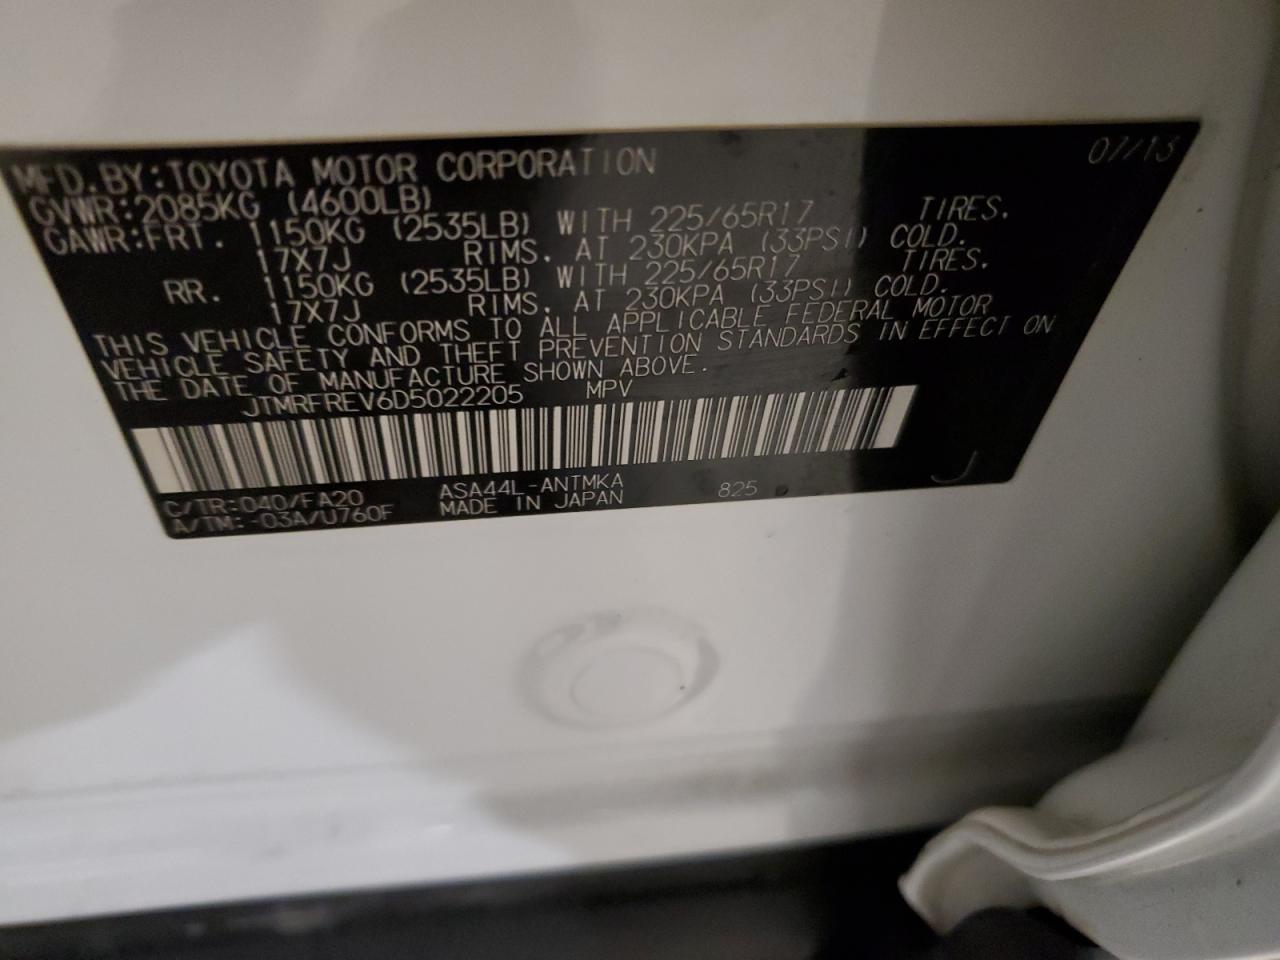 MFD.BY:TOYOTA MOTOR CORPORATION 07/13
GVWR:2085KG (4600LB)
GAWR:FRT. 1150KG (2535LB) WITH 225/65R17 TIRES.
17X7J RIMS. AT 230KPA (33PSI) COLD.
RR. 1150KG (2535LB) WITH 225/65R17 TIRES.
17X7J RIMS. AT 230KPA (33PSI) COLD.
THIS VEHICLE CONFORMS TO ALL APPLICABLE FEDERAL MOTOR
VEHICLE SAFETY AND THEFT PREVENTION STANDARDS IN EFFECT ON
THE DATE OF MANUFACTURE SHOWN ABOVE.
JTMRFREV6D5022205 MPV
C/TR:040/FA20 ASA44L-ANTMKA 825 J
A/TM:-03A/U760F MADE IN JAPAN